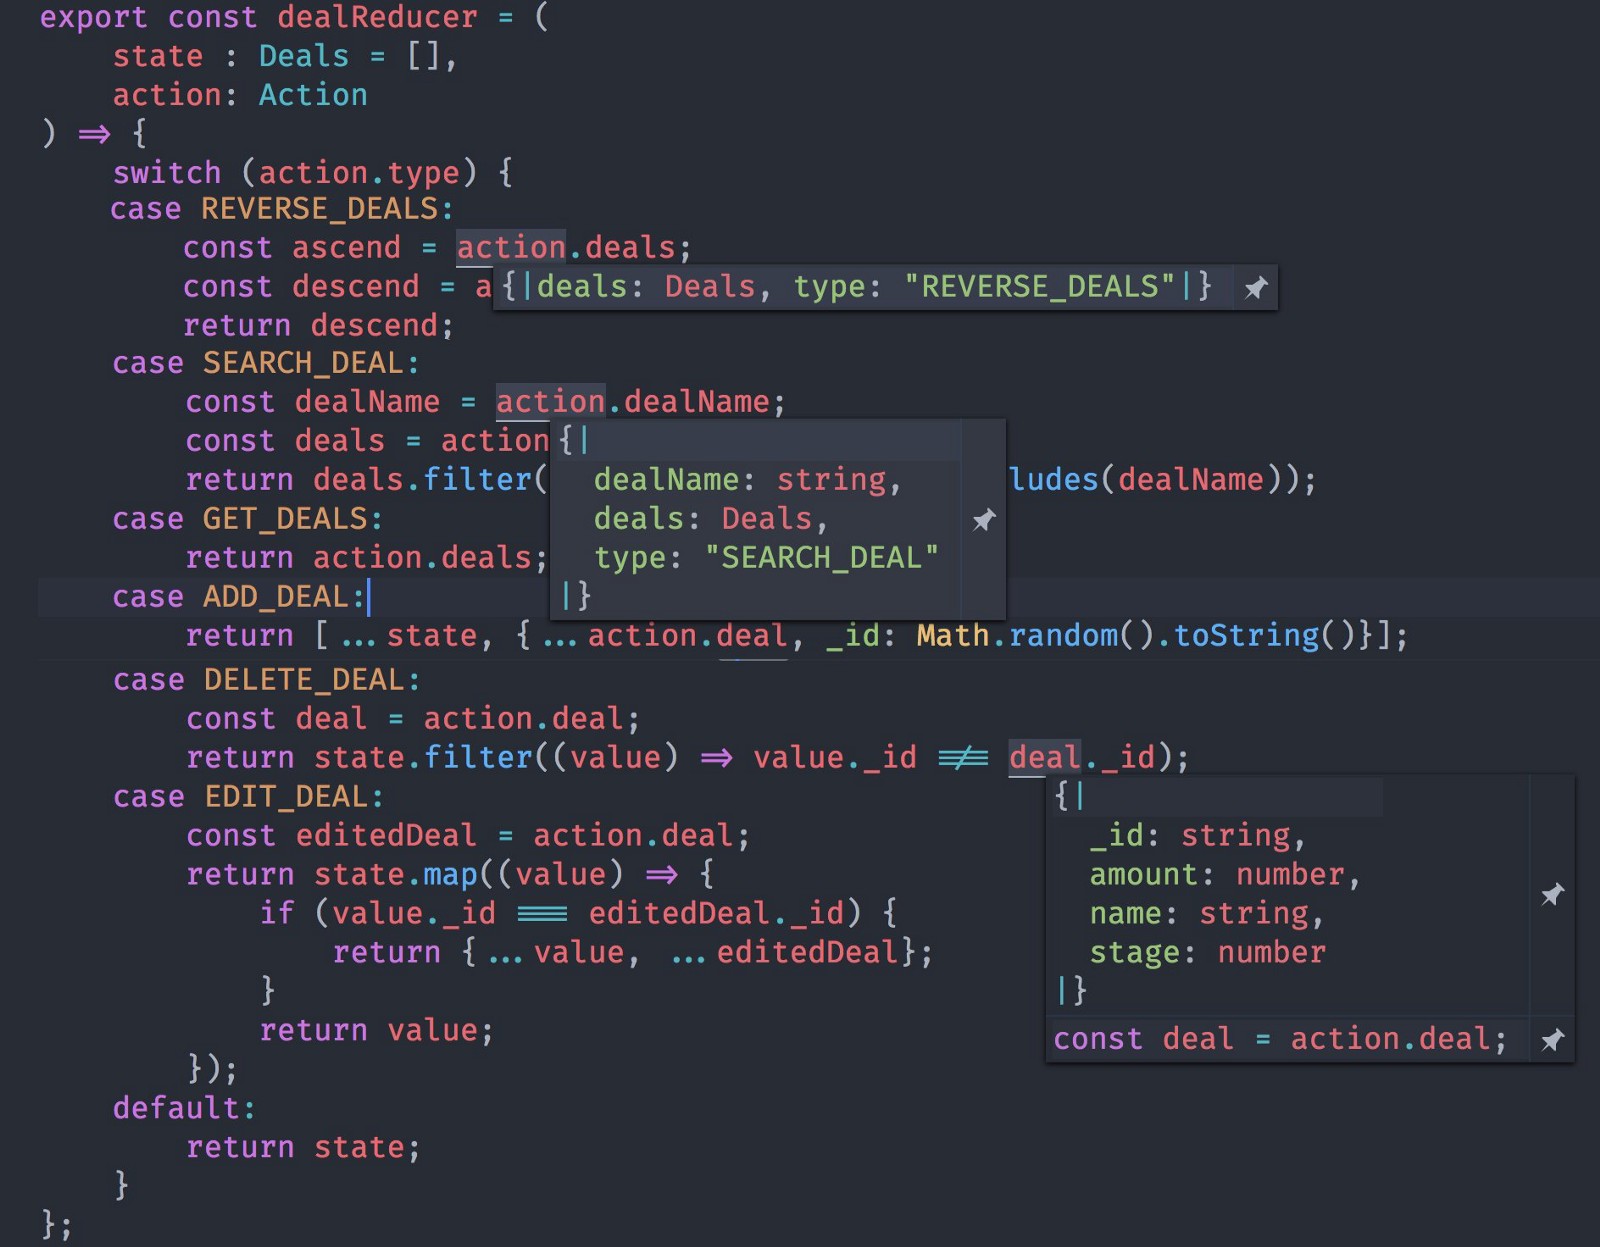 export const dealReducer = (
    state : Deals = [],
    action: Action
) => {
    switch (action.type) {
    case REVERSE_DEALS:
        const ascend = action.deals;
        const descend = a
{|deals: Deals, type: "REVERSE_DEALS"|}
        return descend;
    case SEARCH_DEAL:
        const dealName = action.dealName;
        const deals = action
        return deals.filter( ludes(dealName));
{|
  dealName: string,
  deals: Deals,
  type: "SEARCH_DEAL"
|}
    case GET_DEALS:
        return action.deals;
    case ADD_DEAL:
        return [...state, {...action.deal, _id: Math.random().toString()}];
    case DELETE_DEAL:
        const deal = action.deal;
        return state.filter((value) => value._id !== deal._id);
{|
  _id: string,
  amount: number,
  name: string,
  stage: number
|}
const deal = action.deal;
    case EDIT_DEAL:
        const editedDeal = action.deal;
        return state.map((value) => {
            if (value._id === editedDeal._id) {
                return {...value, ...editedDeal};
            }
            return value;
        });
    default:
        return state;
    }
};